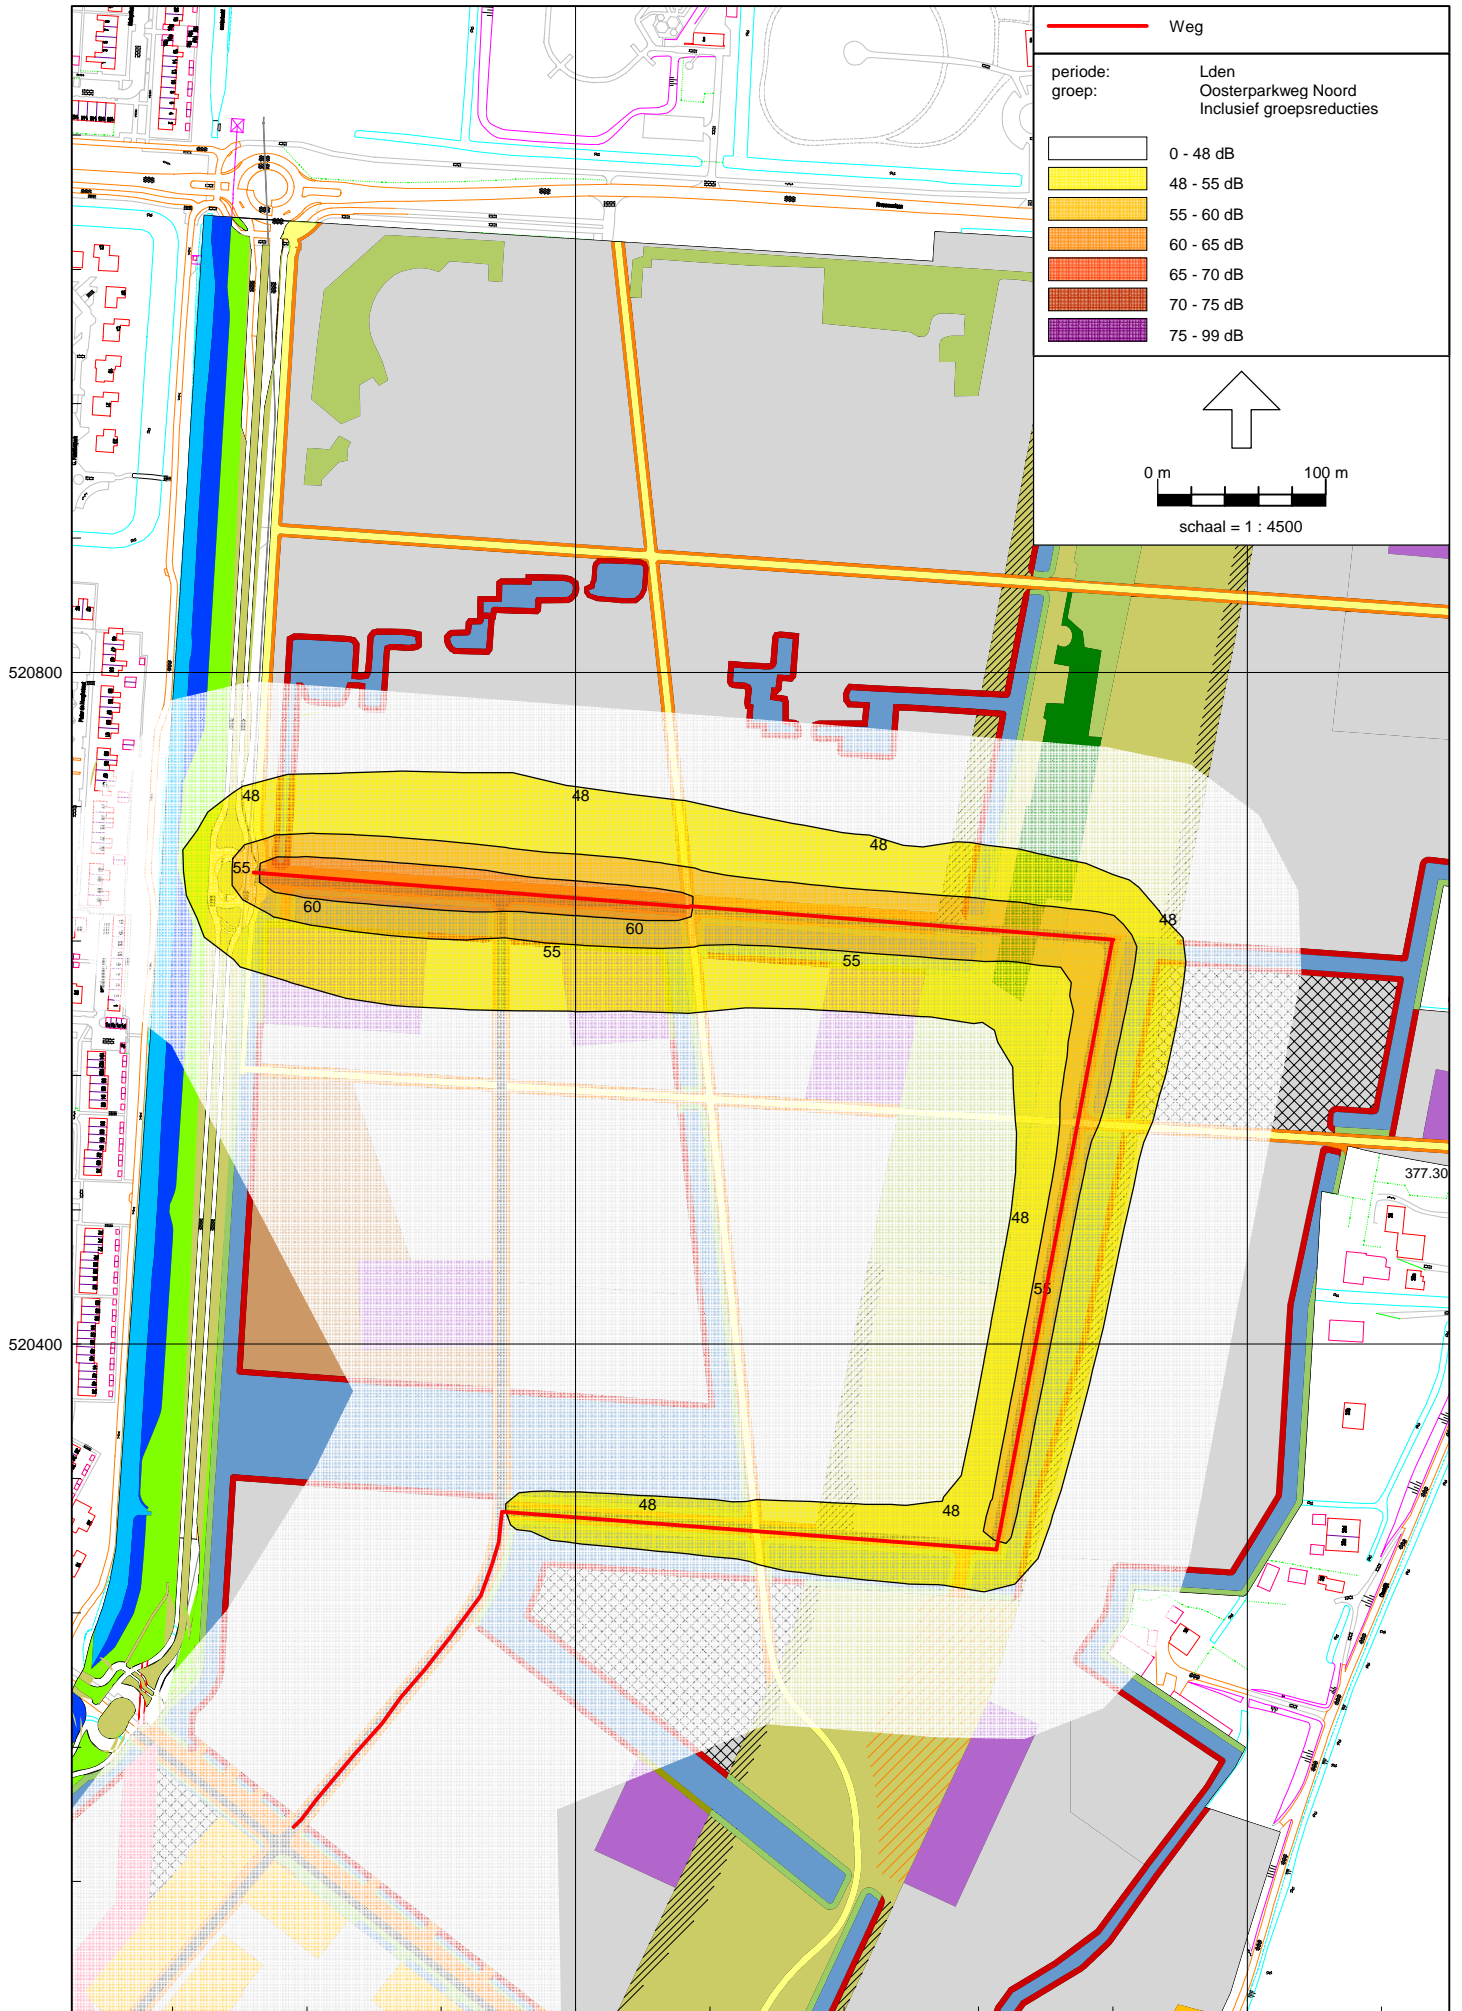 Weg
periode: Lden
groep: Oosterparkweg Noord
Inclusief groepsreducties
0 - 48 dB
48 - 55 dB
55 - 60 dB
60 - 65 dB
65 - 70 dB
70 - 75 dB
75 - 99 dB
0 m 100 m
schaal = 1 : 4500
520800
48
48
48
55
60
48
60
55
55
377.30
48
55
520400
48
48